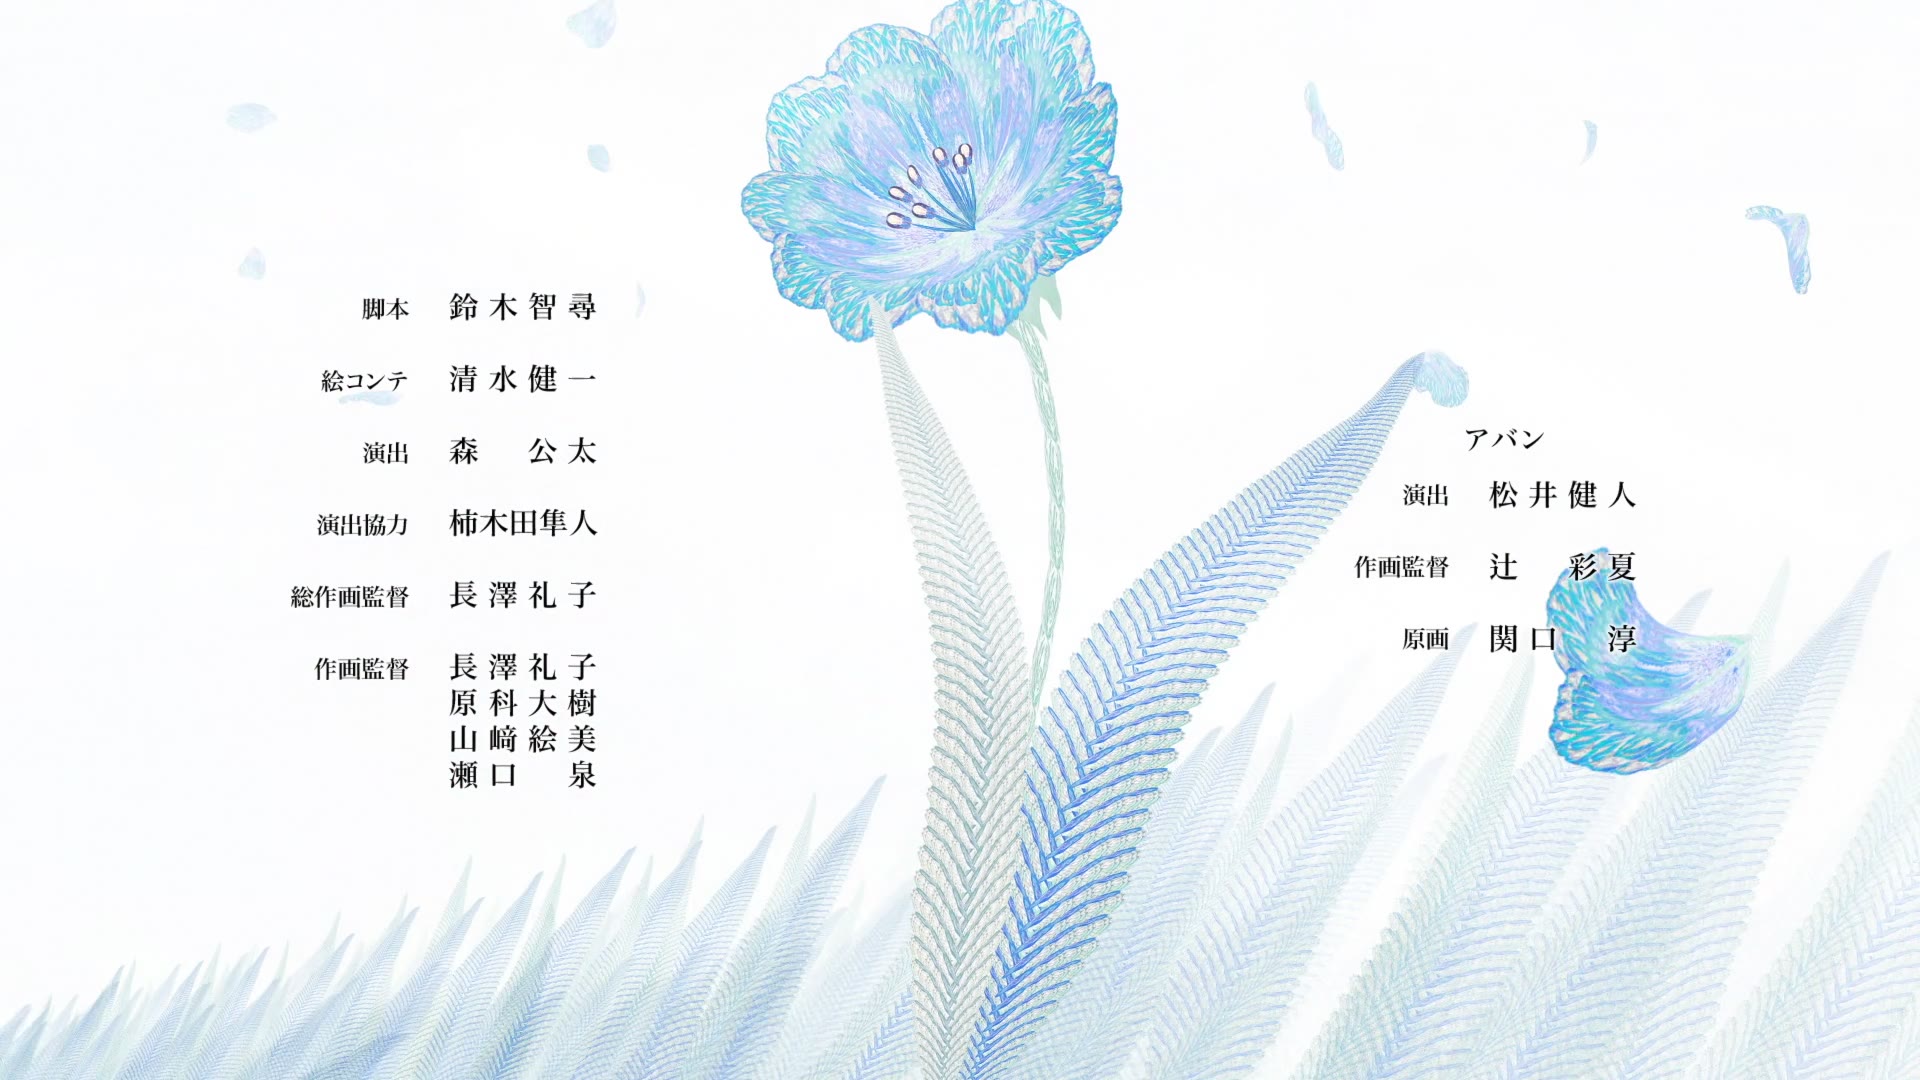 脚本 鈴木智尋
絵コンテ 清水健一
演出 森 公太
演出協力 柿木田隼人
総作画監督 長澤礼子
作画監督 長澤礼子
原科大樹
山﨑絵美
瀬口 泉
アバン
演出 松井健人
作画監督 辻 彩夏
原画 関口 淳